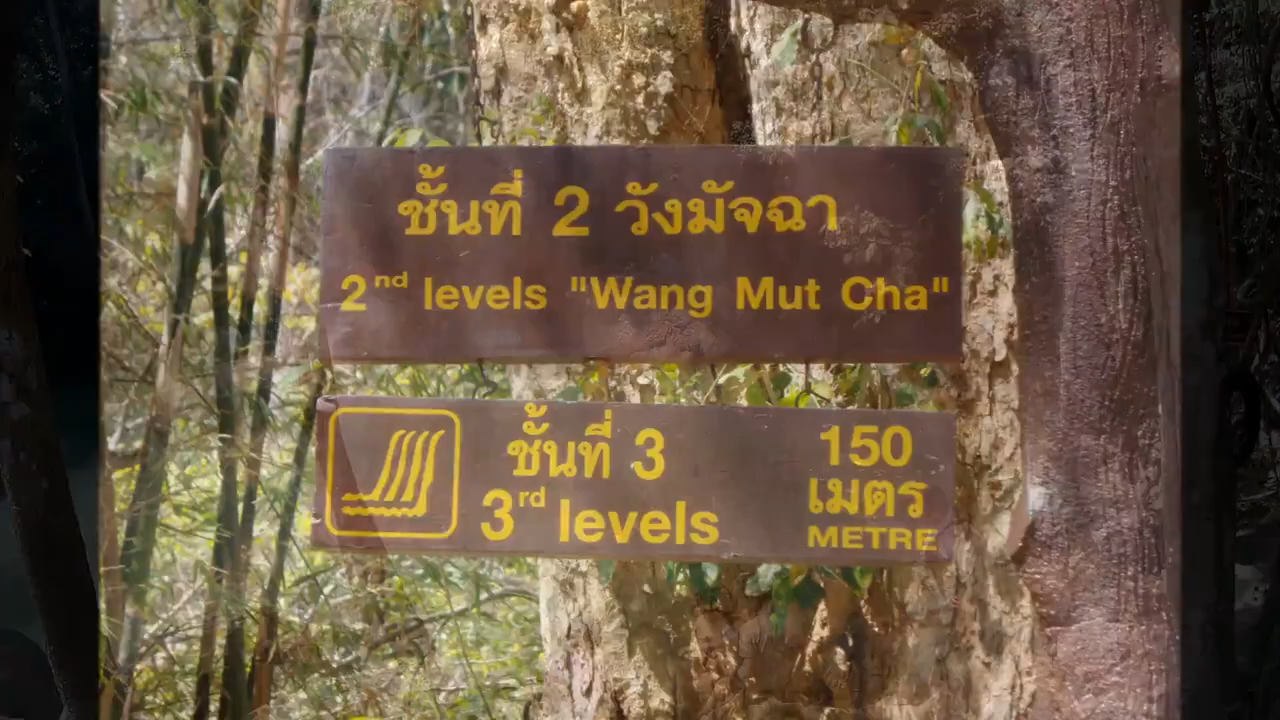 ชั้นที่ 2 วังมัจฉา
2nd levels "Wang Mut Cha"
ชั้นที่ 3
3rd levels
150
เมตร
METRE